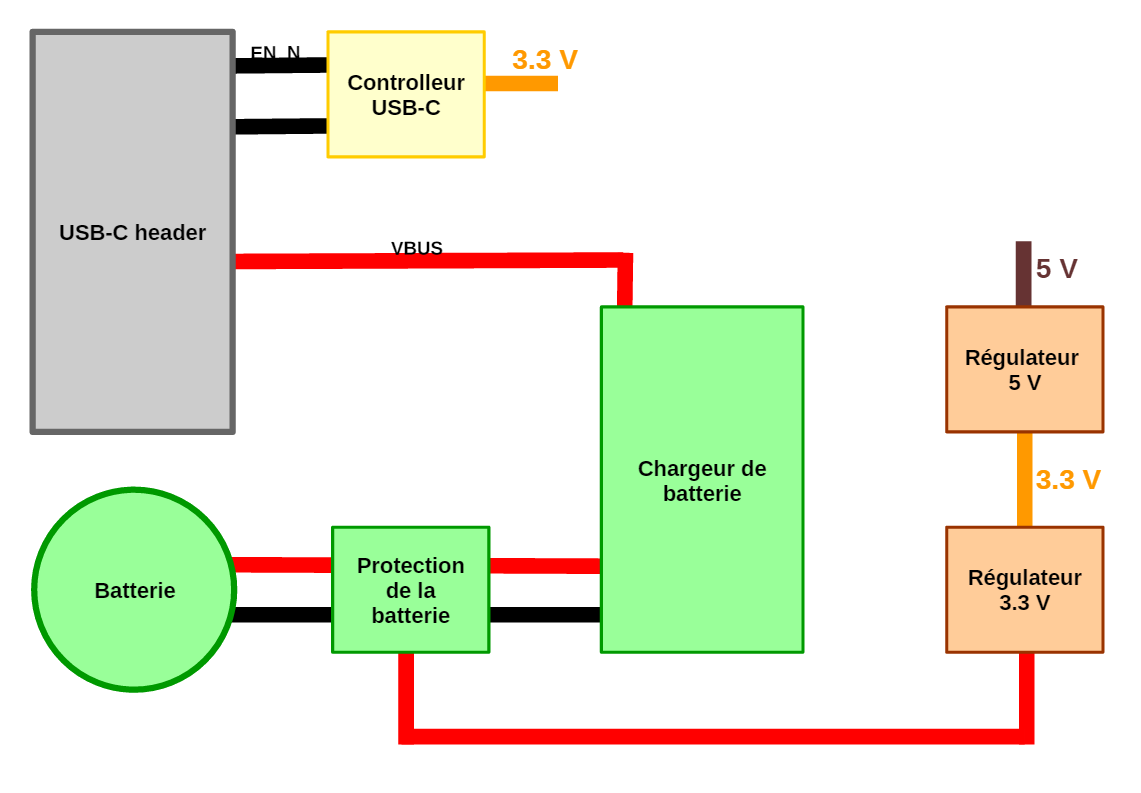 EN_N
3.3 V
Controlleur
USB-C
USB-C header
VBUS
5 V
Régulateur
5 V
Chargeur de
batterie
3.3 V
Batterie
Protection
de la
batterie
Régulateur
3.3 V